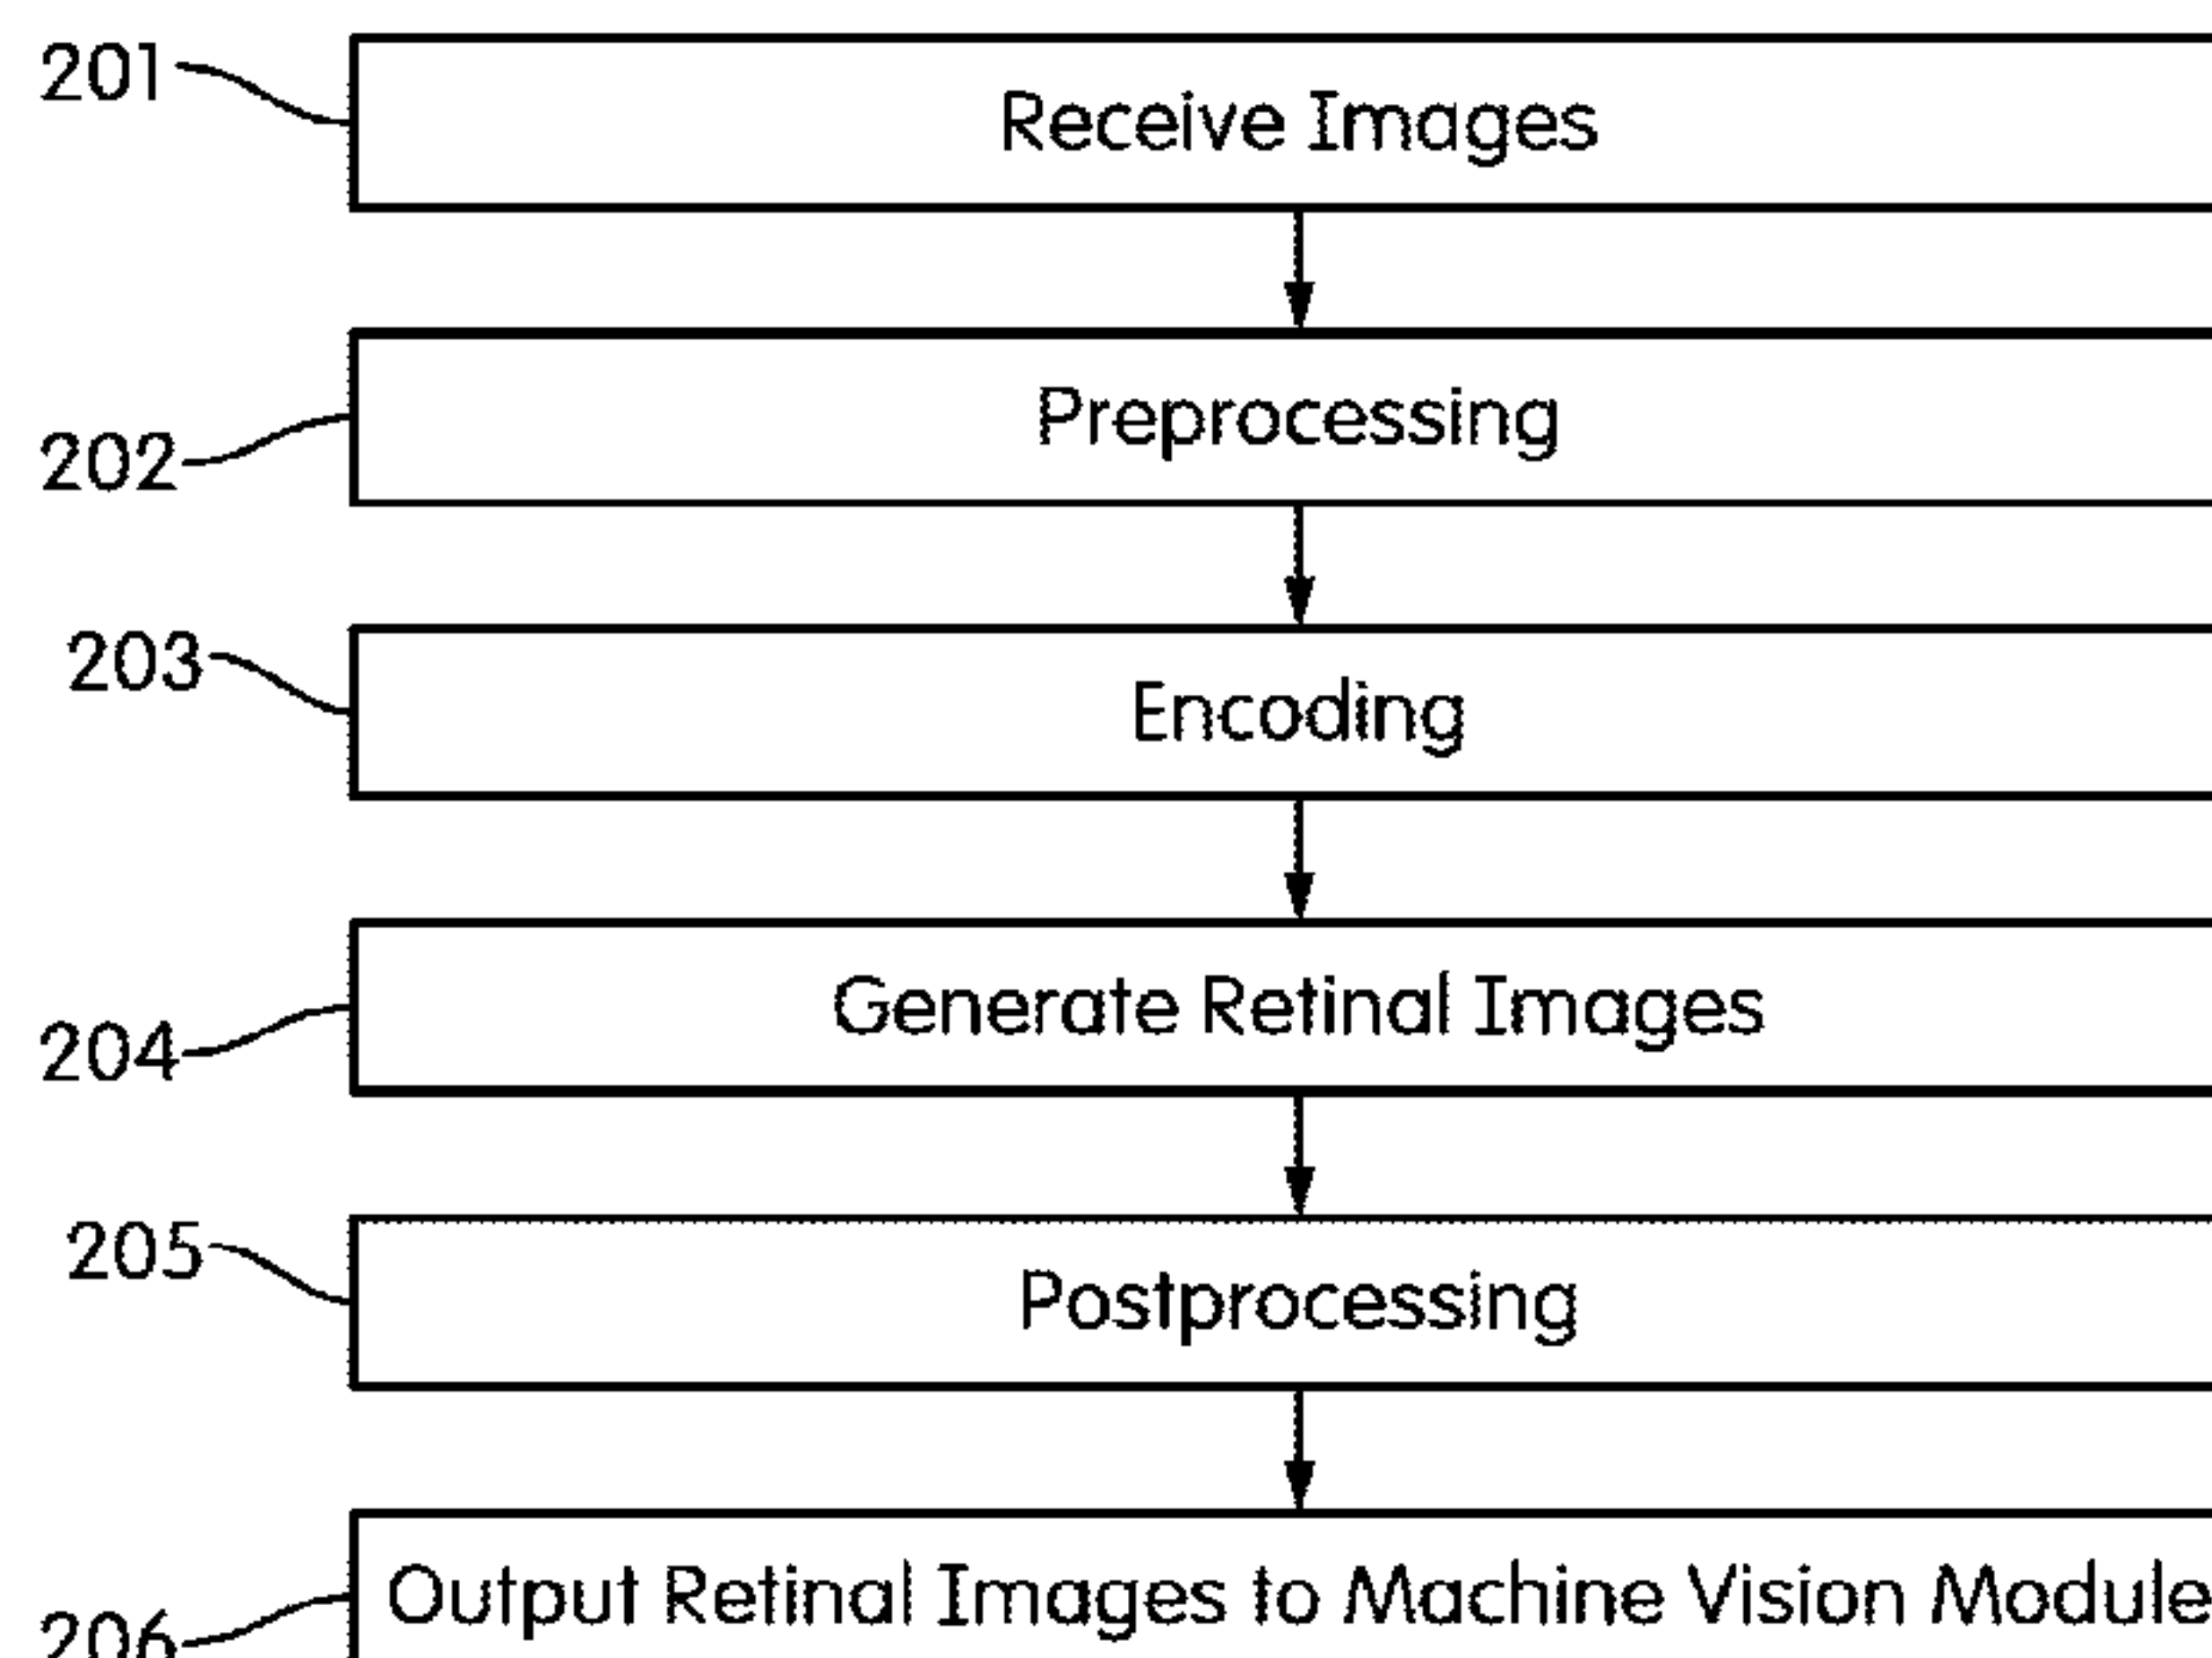 201
Receive Images
202
Preprocessing
203
Encoding
204
Generate Retinal Images
205
Postprocessing
206
Output Retinal Images to Machine Vision Module